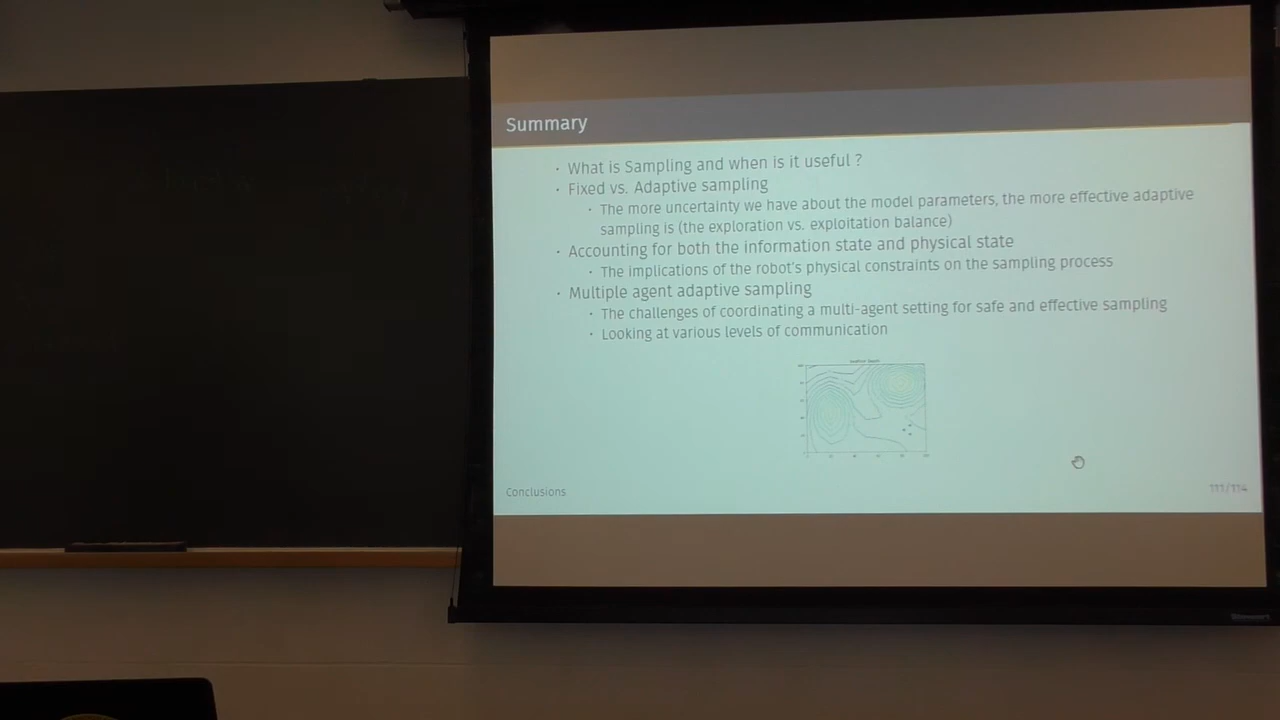 Summary
· What is Sampling and when is it useful ?
· Fixed vs. Adaptive sampling
· The more uncertainty we have about the model parameters, the more effective adaptive
sampling is (the exploration vs. exploitation balance)
· Accounting for both the information state and physical state
· The implications of the robot's physical constraints on the sampling process
· Multiple agent adaptive sampling
· The challenges of coordinating a multi-agent setting for safe and effective sampling
· Looking at various levels of communication
Conclusions
111/114